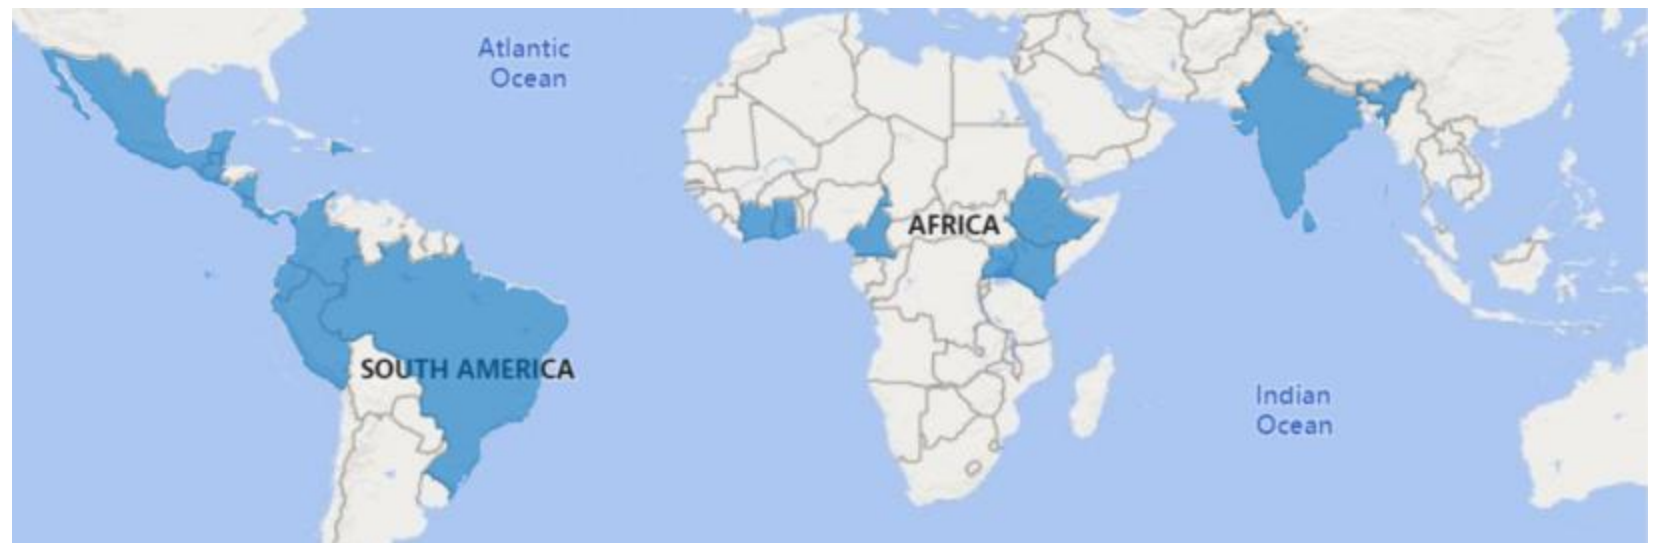 Atlantic
Ocean
AFRICA
SOUTH AMERICA
Indian
Ocean